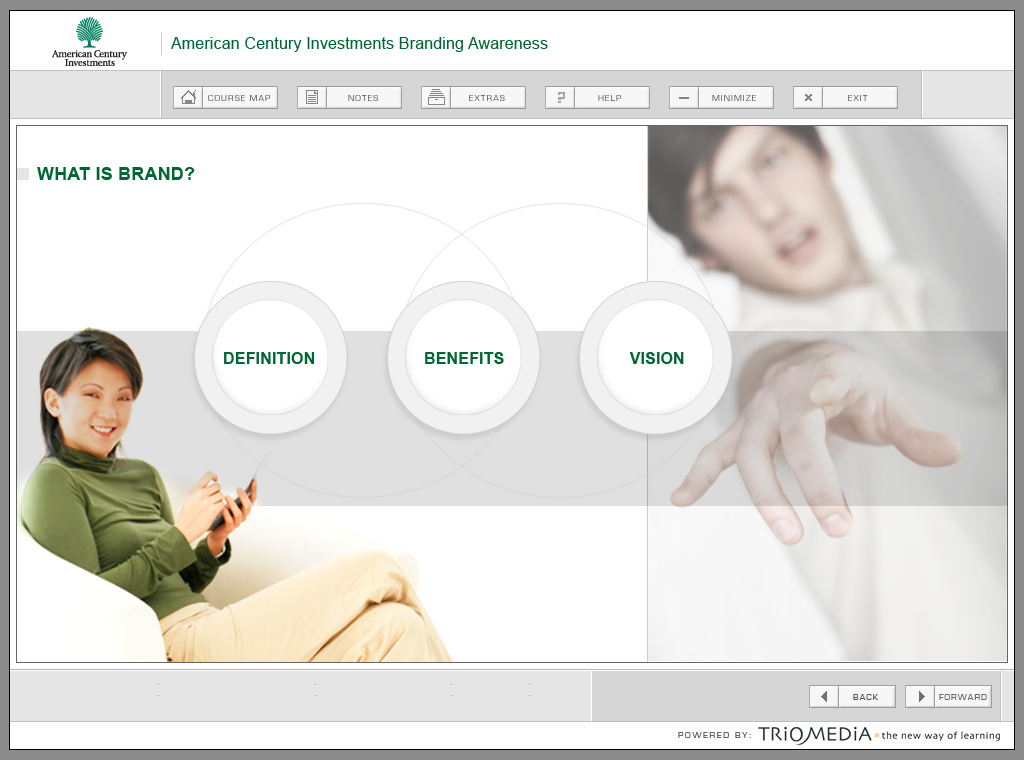 American Century
Investments
American Century Investments Branding Awareness
COURSE MAP
NOTES
EXTRAS
HELP
MINIMIZE
EXIT
WHAT IS BRAND?
DEFINITION
BENEFITS
VISION
BACK
FORWARD
POWERED BY: TRIOMEDIA the new way of learning